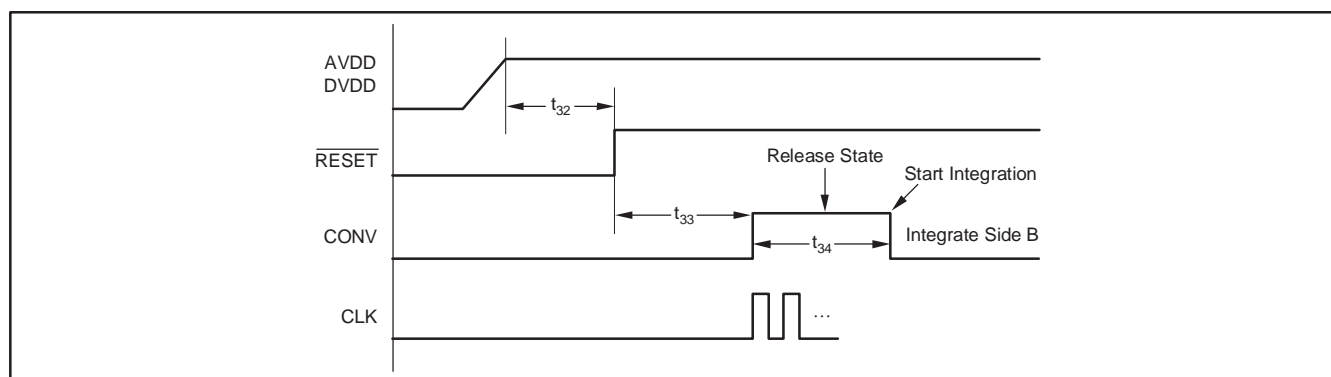 AVDD
DVDD
t32
RESET
Release State
Start Integration
t33
CONV
t34
Integrate Side B
CLK
...